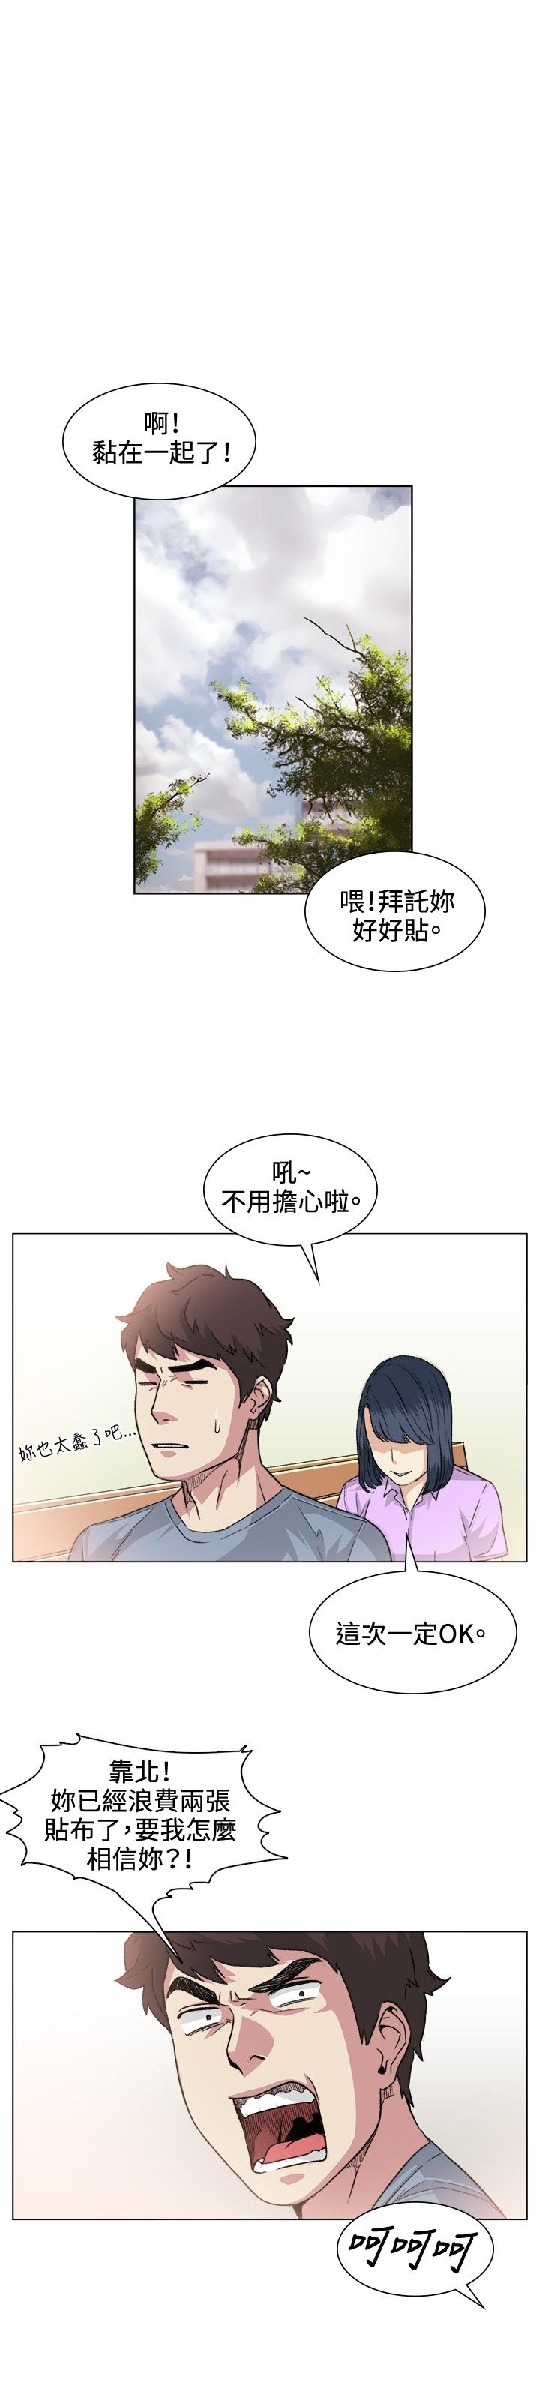 啊!
黏在一起了!
喂!拜託妳
好好貼。
吼~
不用擔心啦。
妳也太蠢了吧...
這次一定OK。
靠北!
妳已經浪費兩張
貼布了,要我怎麼
相信妳?!
呵呵呵